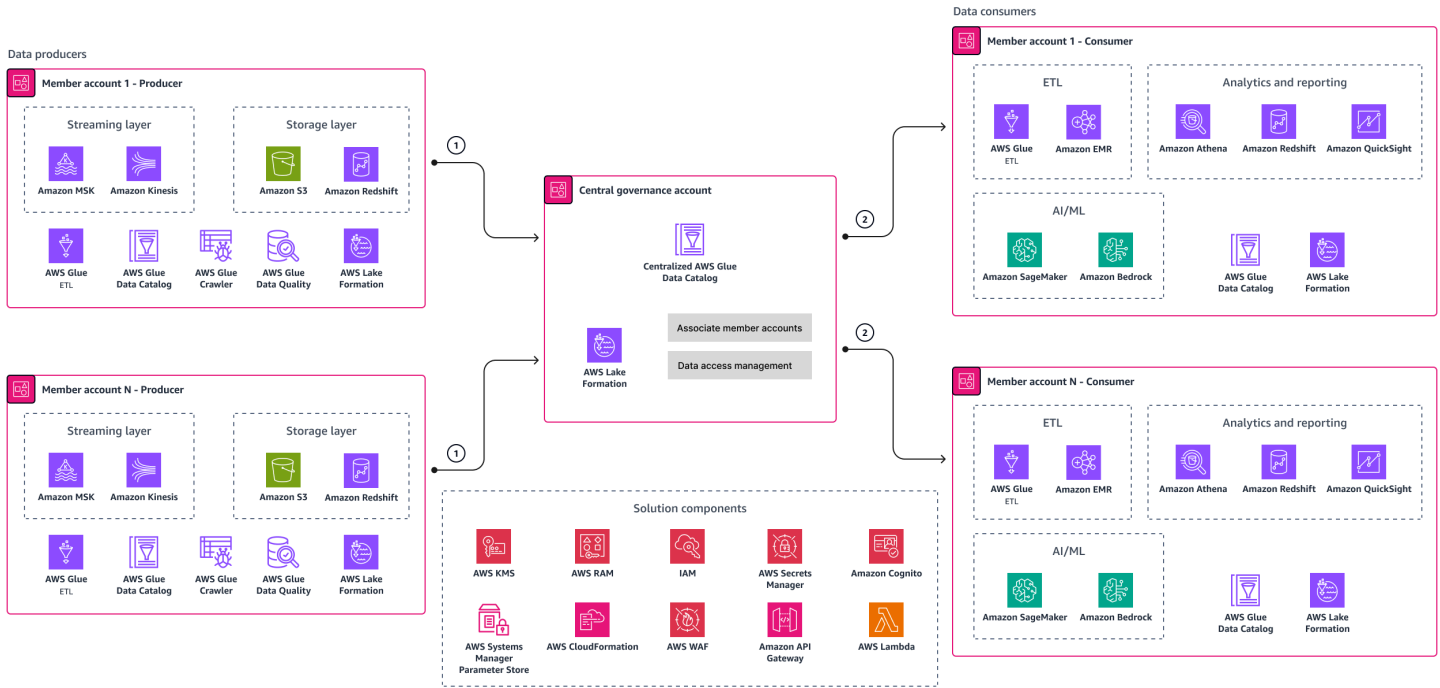 Data producers
Member account 1 - Producer
Streaming layer
Amazon MSK
Amazon Kinesis
Storage layer
Amazon S3
Amazon Redshift
AWS Glue
ETL
AWS Glue
Data Catalog
AWS Glue
Crawler
AWS Glue
Data Quality
AWS Lake
Formation
1
Member account N - Producer
Streaming layer
Amazon MSK
Amazon Kinesis
Storage layer
Amazon S3
Amazon Redshift
AWS Glue
ETL
AWS Glue
Data Catalog
AWS Glue
Crawler
AWS Glue
Data Quality
AWS Lake
Formation
1
Central governance account
Centralized AWS Glue
Data Catalog
AWS Lake
Formation
Associate member accounts
Data access management
Solution components
AWS KMS
AWS RAM
IAM
AWS Secrets
Manager
Amazon Cognito
AWS Systems
Manager
Parameter Store
AWS CloudFormation
AWS WAF
Amazon API
Gateway
AWS Lambda
2
2
Data consumers
Member account 1 - Consumer
ETL
AWS Glue
ETL
Amazon EMR
Analytics and reporting
Amazon Athena
Amazon Redshift
Amazon QuickSight
AI/ML
Amazon SageMaker
Amazon Bedrock
AWS Glue
Data Catalog
AWS Lake
Formation
Member account N - Consumer
ETL
AWS Glue
ETL
Amazon EMR
Analytics and reporting
Amazon Athena
Amazon Redshift
Amazon QuickSight
AI/ML
Amazon SageMaker
Amazon Bedrock
AWS Glue
Data Catalog
AWS Lake
Formation